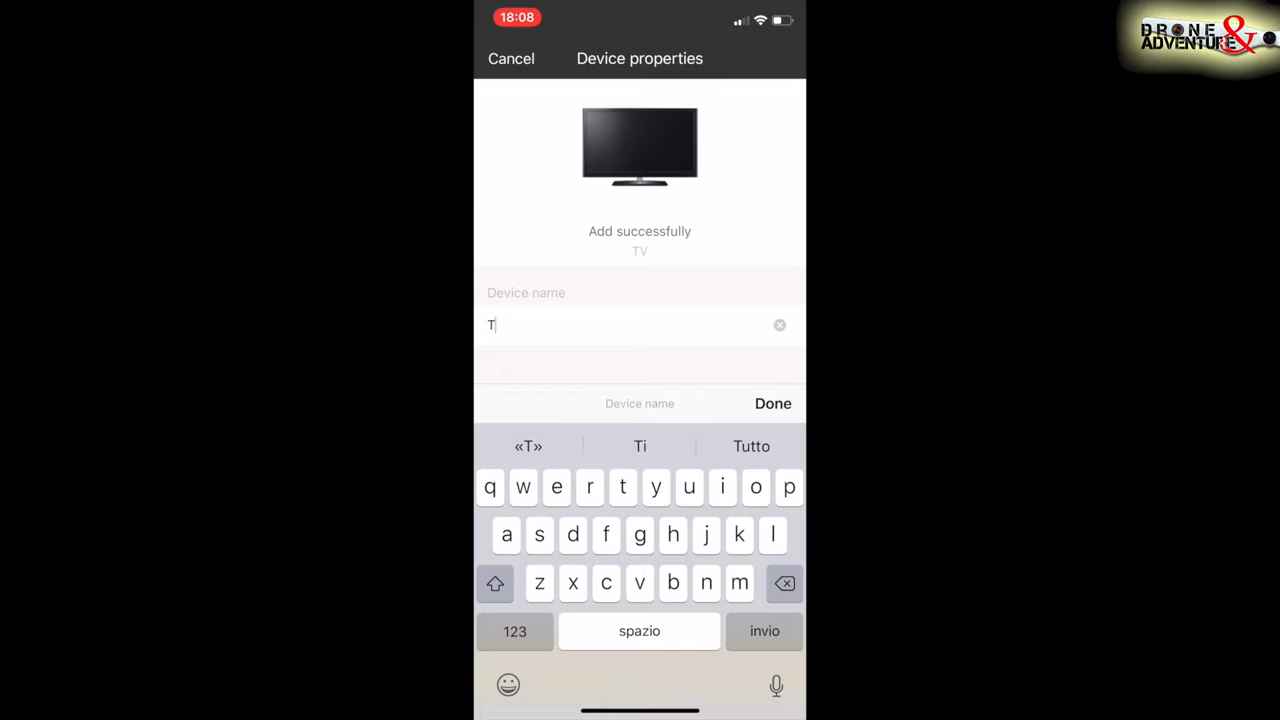 18:08
DRONE &
ADVENTURE
Cancel Device properties
Add successfully
TV
Device name
T
Device name Done
«T» Ti Tutto
q w e r t y u i o p
a s d f g h j k l
z x c v b n m
123 spazio invio